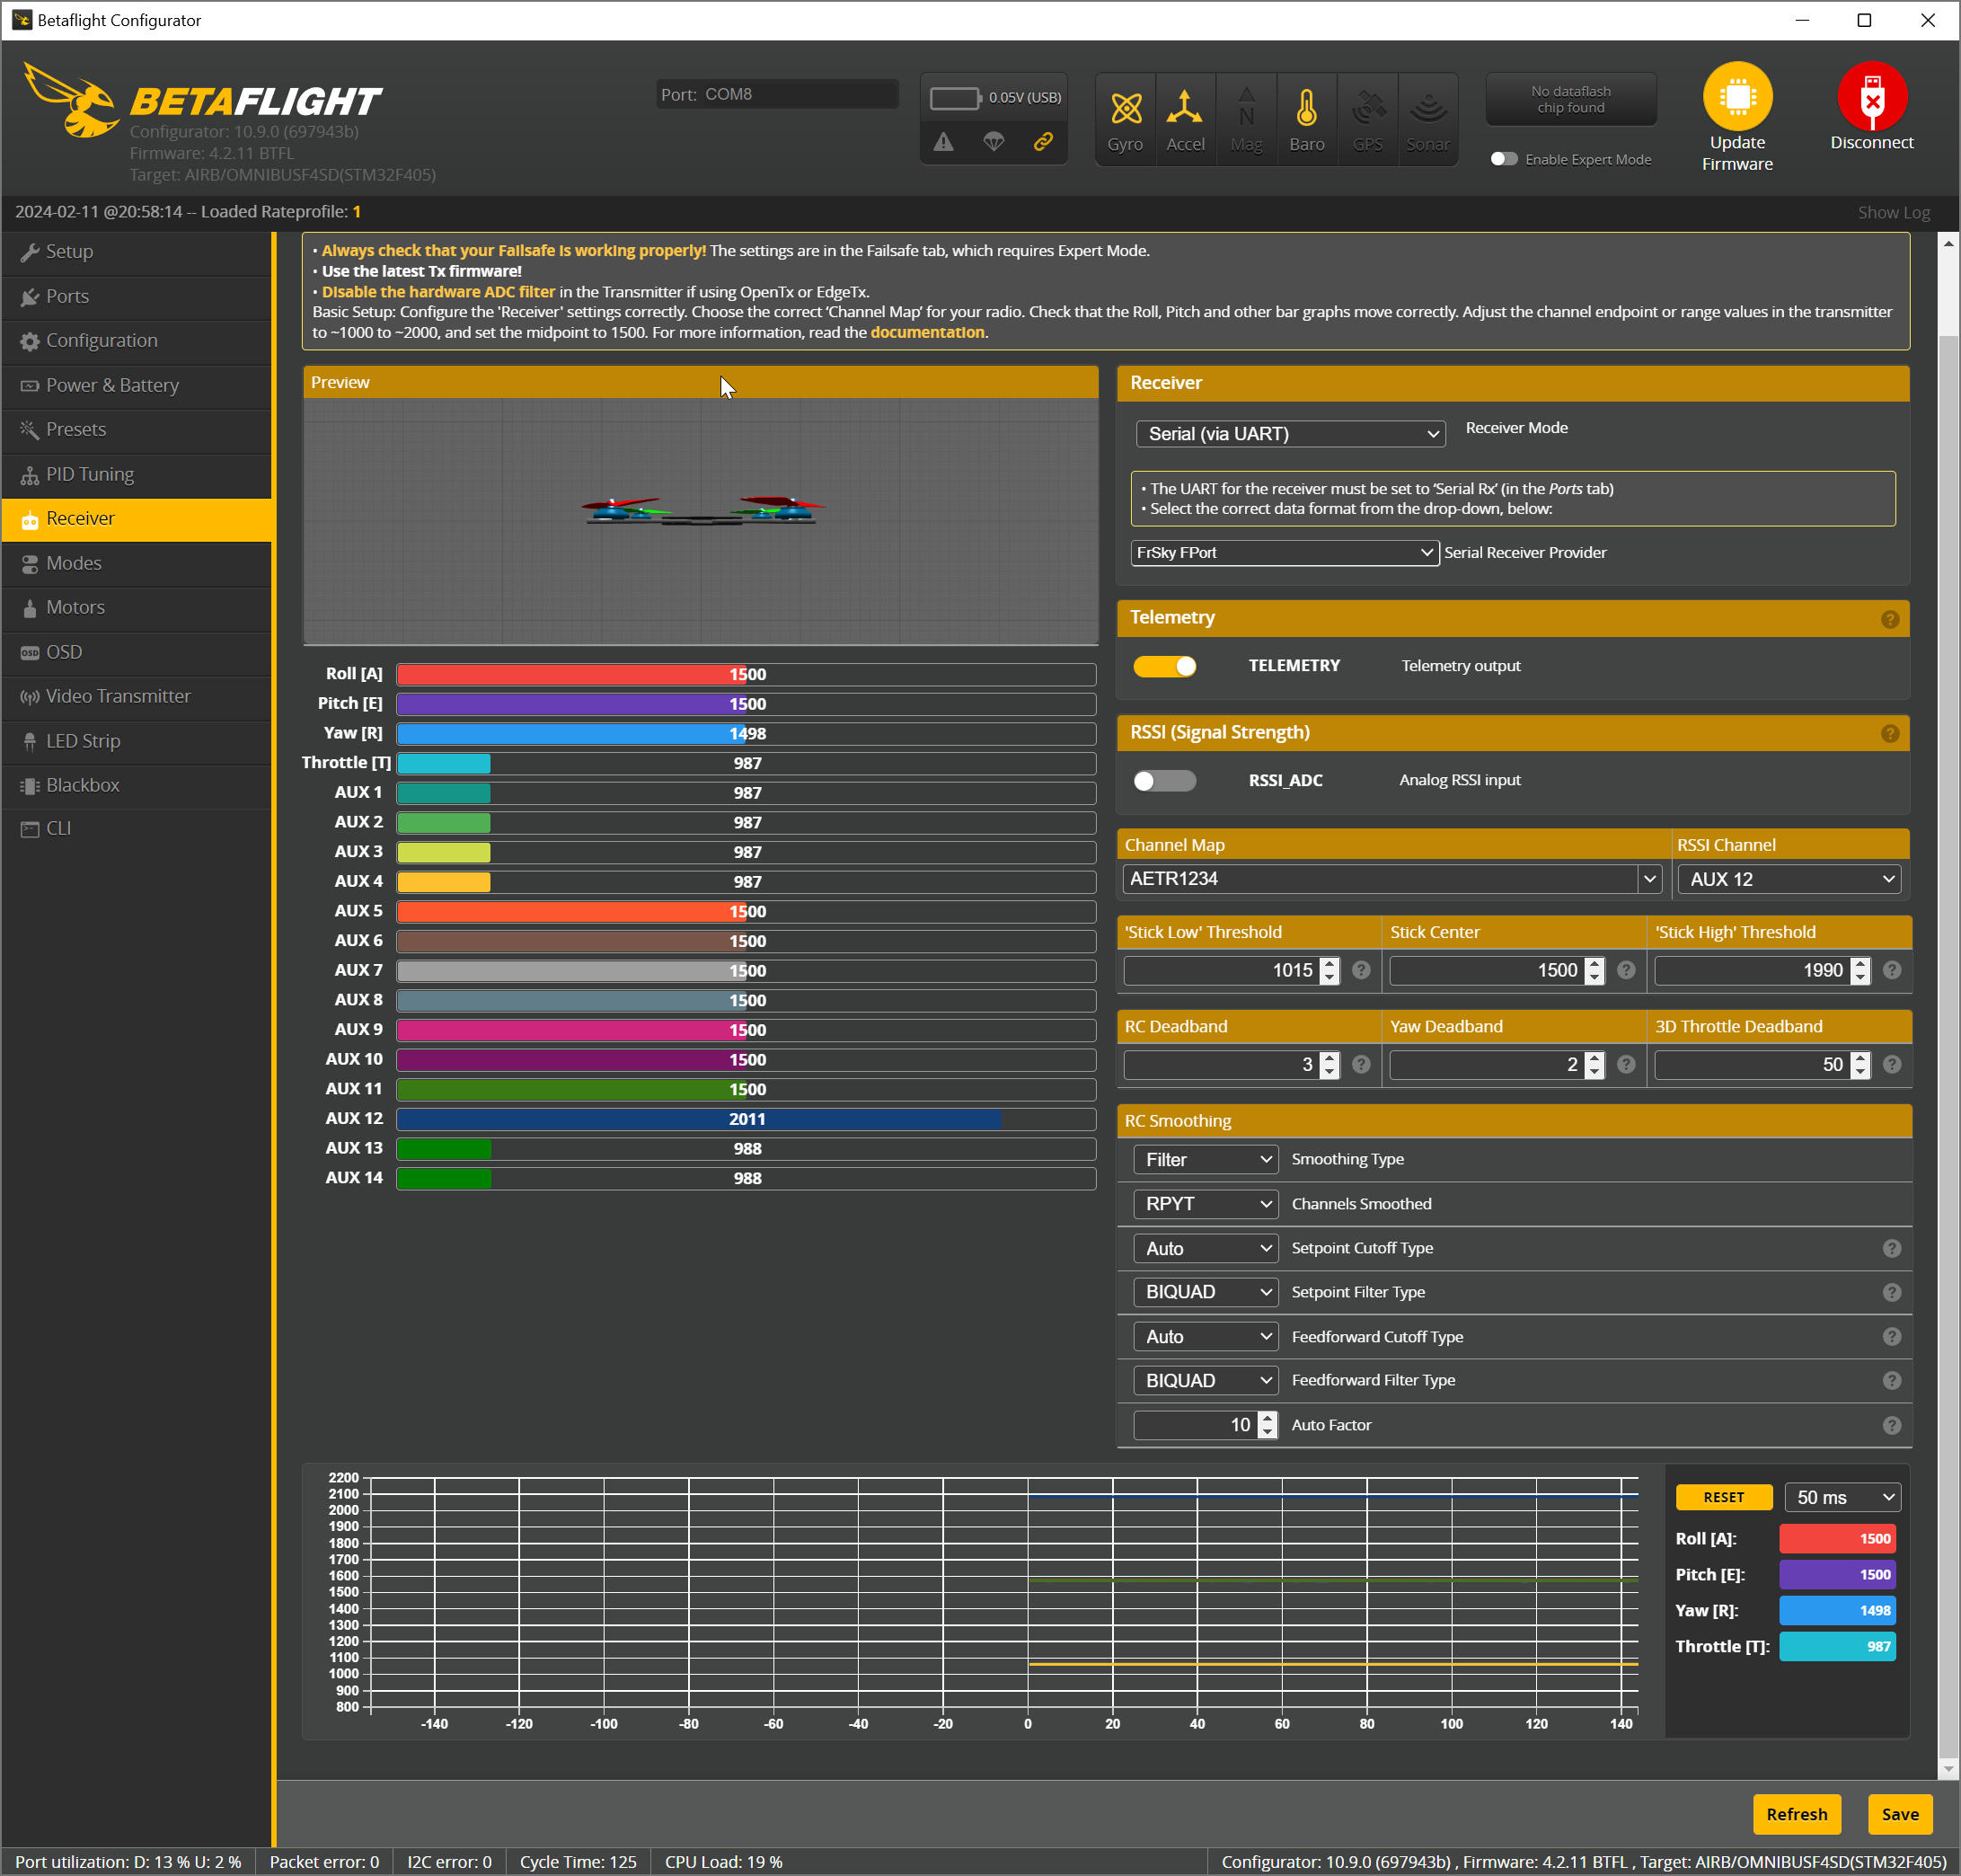 Betaflight Configurator
BETAFLIGHT
Configurator: 10.9.0 (697943b)
Firmware: 4.2.11 BTFL
Target: AIRB/OMNIBUSF4SD(STM32F405)
Port: COM8
0.05V (USB)
Gyro
Accel
N
Mag
Baro
GPS
Sonar
No dataflash
chip found
Enable Expert Mode
Update
Firmware
Disconnect
2024-02-11 @20:58:14 -- Loaded Rateprofile: 1
Show Log
Setup
Ports
Configuration
Power & Battery
Presets
PID Tuning
Receiver
Modes
Motors
OSD OSD
Video Transmitter
LED Strip
Blackbox
CLI
• Always check that your Failsafe is working properly! The settings are in the Failsafe tab, which requires Expert Mode.
• Use the latest Tx firmware!
• Disable the hardware ADC filter in the Transmitter if using OpenTx or EdgeTx.
Basic Setup: Configure the 'Receiver' settings correctly. Choose the correct ‘Channel Map’ for your radio. Check that the Roll, Pitch and other bar graphs move correctly. Adjust the channel endpoint or range values in the transmitter
to ~1000 to ~2000, and set the midpoint to 1500. For more information, read the documentation.
Preview
Roll [A] 1500
Pitch [E] 1500
Yaw [R] 1498
Throttle [T] 987
AUX 1 987
AUX 2 987
AUX 3 987
AUX 4 987
AUX 5 1500
AUX 6 1500
AUX 7 1500
AUX 8 1500
AUX 9 1500
AUX 10 1500
AUX 11 1500
AUX 12 2011
AUX 13 988
AUX 14 988
Receiver
Serial (via UART) Receiver Mode
• The UART for the receiver must be set to ‘Serial Rx’ (in the Ports tab)
• Select the correct data format from the drop-down, below:
FrSky FPort Serial Receiver Provider
Telemetry ?
TELEMETRY Telemetry output
RSSI (Signal Strength) ?
RSSI_ADC Analog RSSI input
Channel Map RSSI Channel
AETR1234 AUX 12
'Stick Low' Threshold Stick Center 'Stick High' Threshold
1015 ? 1500 ? 1990 ?
RC Deadband Yaw Deadband 3D Throttle Deadband
3 ? 2 ? 50 ?
RC Smoothing
Filter Smoothing Type
RPYT Channels Smoothed
Auto Setpoint Cutoff Type ?
BIQUAD Setpoint Filter Type ?
Auto Feedforward Cutoff Type ?
BIQUAD Feedforward Filter Type ?
10 Auto Factor ?
2200
2100
2000
1900
1800
1700
1600
1500
1400
1300
1200
1100
1000
900
800
-140 -120 -100 -80 -60 -40 -20 0 20 40 60 80 100 120 140
RESET 50 ms
Roll [A]: 1500
Pitch [E]: 1500
Yaw [R]: 1498
Throttle [T]: 987
Refresh Save
Port utilization: D: 13 % U: 2 % Packet error: 0 I2C error: 0 Cycle Time: 125 CPU Load: 19 % Configurator: 10.9.0 (697943b) , Firmware: 4.2.11 BTFL , Target: AIRB/OMNIBUSF4SD(STM32F405)